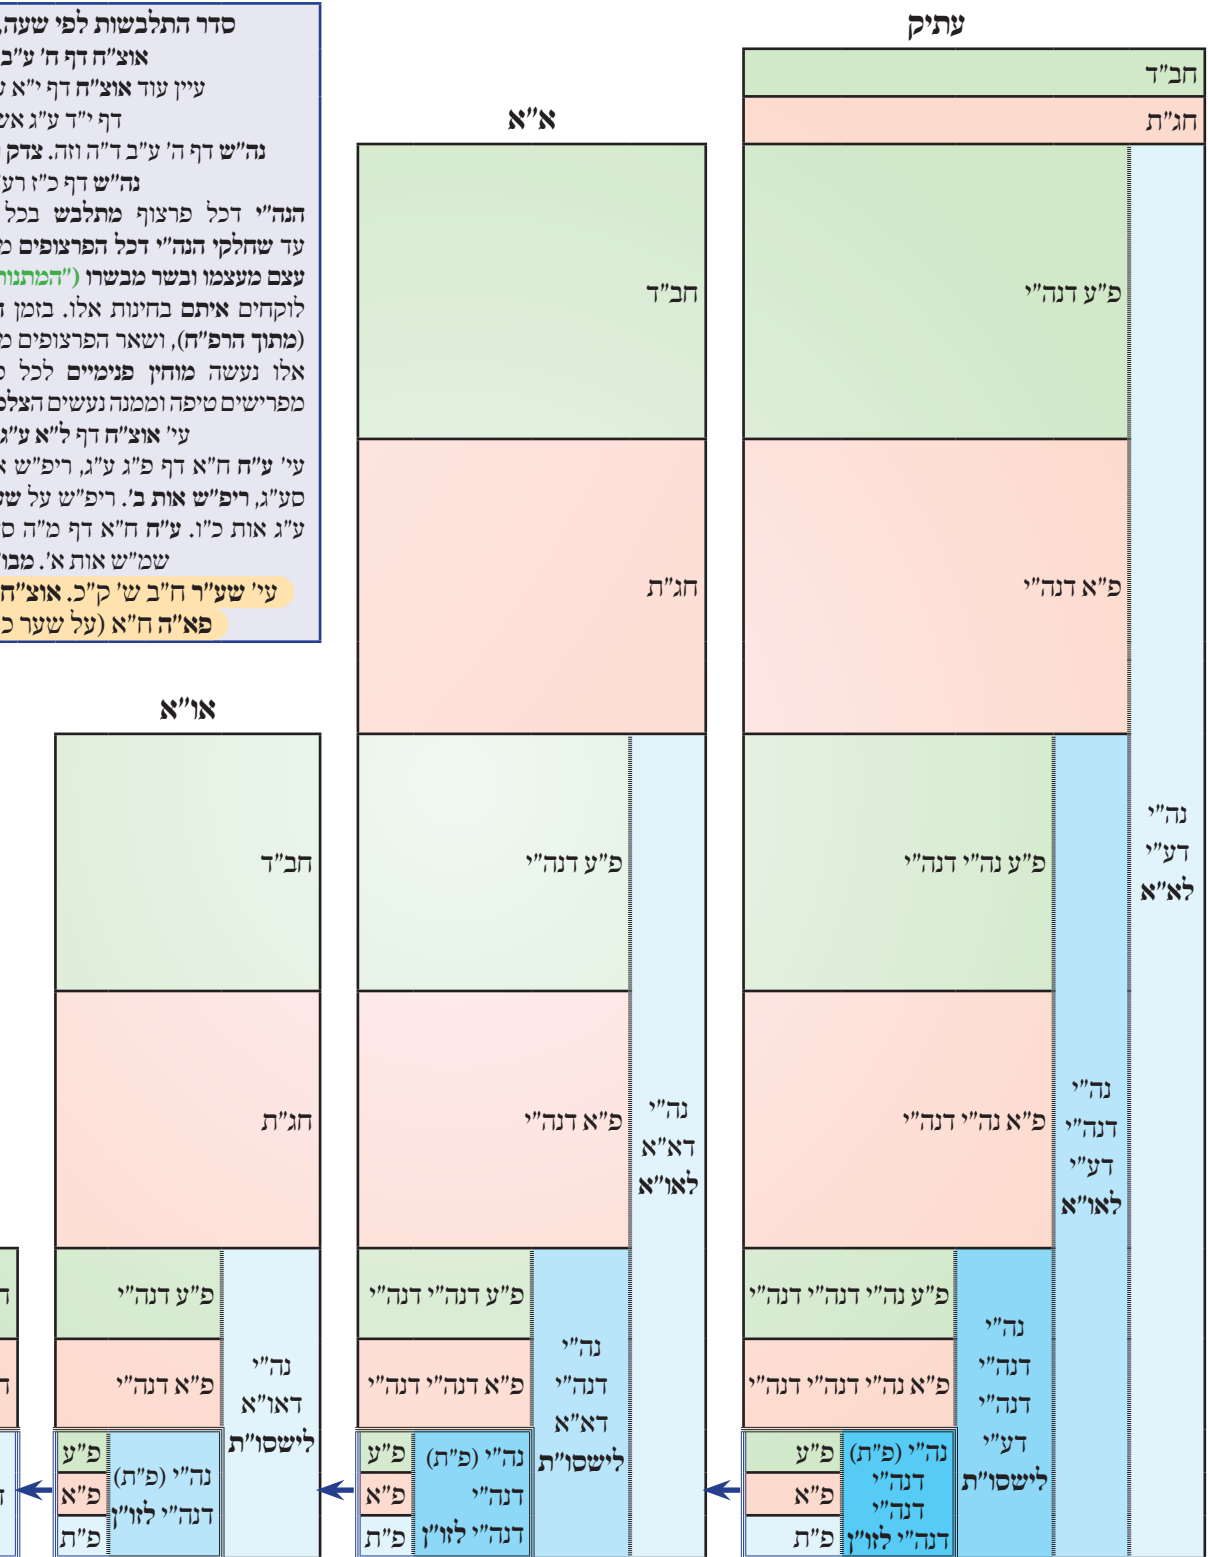 עתיק
חב"ד
חג"ת
פ"ע דנה"י
פ"א דנה"י
פ"ע נה"י דנה"י
פ"א נה"י דנה"י
פ"ע נה"י דנה"י דנה"י
פ"א נה"י דנה"י דנה"י
פ"ע
פ"א
פ"ת
נה"י (פ"ת)
דנה"י
דנה"י
דנה"י לזו"ן
נה"י
דנה"י
דנה"י
דע"י
לישסו"ת
נה"י
דנה"י
דע"י
לאו"א
נה"י
דע"י
לא"א
א"א
חב"ד
חג"ת
פ"ע דנה"י
פ"א דנה"י
פ"ע דנה"י דנה"י
פ"א דנה"י דנה"י
פ"ע
פ"א
פ"ת
נה"י (פ"ת)
דנה"י
דנה"י לזו"ן
נה"י
דנה"י
דא"א
לישסו"ת
נה"י
דא"א
לאו"א
סדר התלבשות לפי שעה,
אוצ"ח דף ח' ע"ב
עיין עוד אוצ"ח דף י"א
דף י"ד ע"ג
נה"ש דף ה' ע"ב ד"ה וזה. צדק
נה"ש דף כ"ז
הנה"י דכל פרצוף מתלבש בכל
עד שחלקי הנה"י דכל הפרצופים
עצם מעצמו ובשר מבשרו
לוקחים איתם בחינות אלו. בזמן
(מתוך הרפ"ח), ושאר הפרצופים
אלו נעשה מוחין פנימיים לכל
מפרישים טיפה וממנה נעשים
עי' אוצ"ח דף ל"א ע"ג
עי' ע"ח ח"א דף פ"ג ע"ג, ריפ"ש
סע"ג, ריפ"ש אות ב'. ריפ"ש על
ע"ג אות כ"ו. ע"ח ח"א דף מ"ה
שמ"ש אות א'.
עי' שע"ר ח"ב ש' ק"כ. אוצ"ח
פא"ה ח"א (על שער
או"א
חב"ד
חג"ת
פ"ע דנה"י
פ"א דנה"י
פ"ע
פ"א
פ"ת
נה"י (פ"ת)
דנה"י לזו"ן
נה"י
דאו"א
לישסו"ת